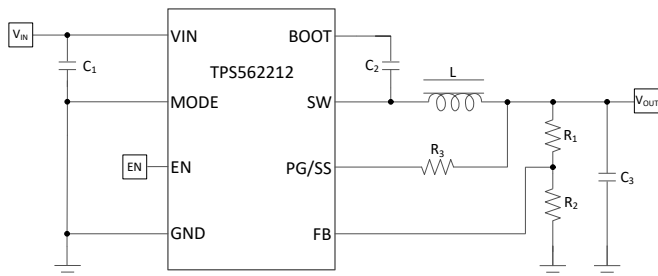 VIN
VIN
BOOT
C1
TPS562212
C2
L
MODE
SW
VOUT
R1
EN
EN
PG/SS
R3
C3
R2
GND
FB